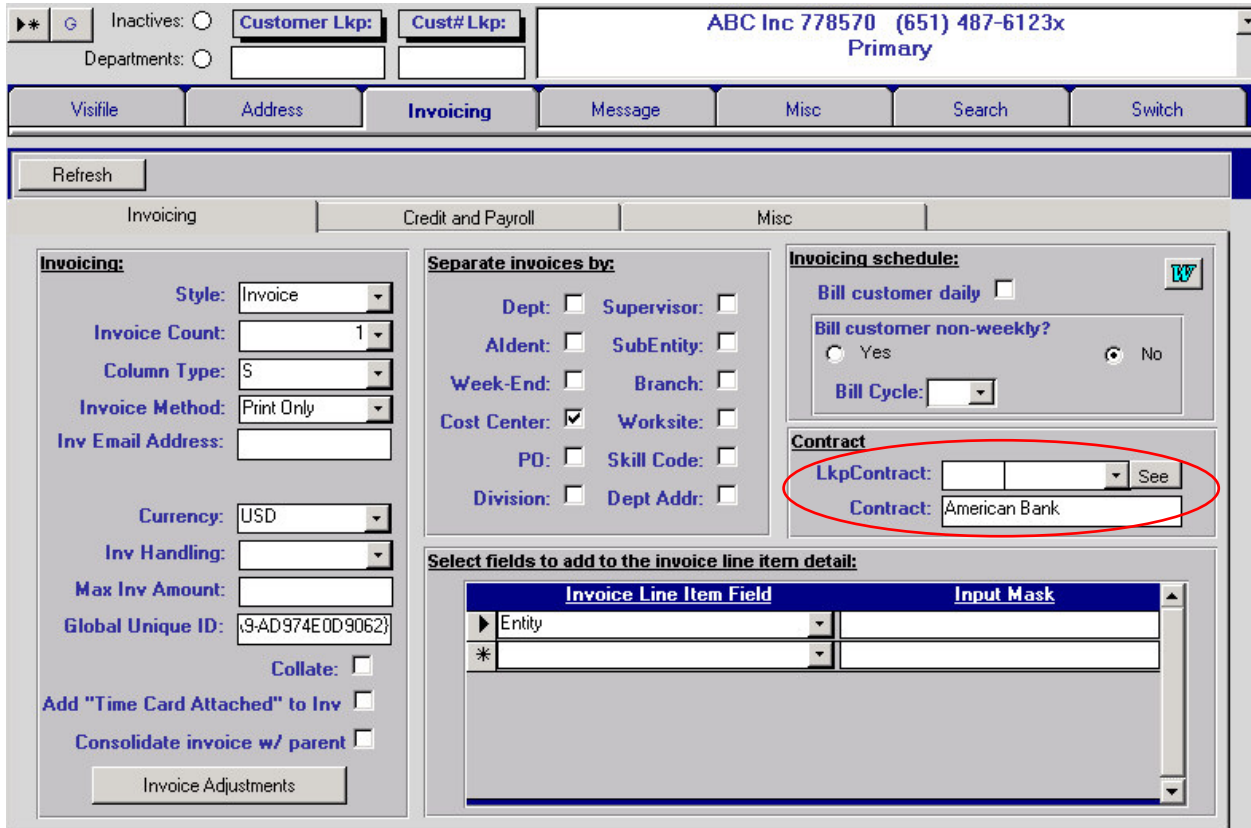 G Inactives: Customer Lkp: Cust# Lkp: ABC Inc 778570 (651) 487-6123x
Departments: Primary
Visifile Address Invoicing Message Misc Search Switch
Refresh
Invoicing Credit and Payroll Misc
Invoicing:
Style: Invoice
Invoice Count: 1
Column Type: S
Invoice Method: Print Only
Inv Email Address:
Currency: USD
Inv Handling:
Max Inv Amount:
Global Unique ID: \9-AD974E0D9062}
Collate:
Add "Time Card Attached" to Inv
Consolidate invoice w/ parent
Invoice Adjustments
Separate invoices by:
Dept: Supervisor:
AIdent: SubEntity:
Week-End: Branch:
Cost Center: Worksite:
PO: Skill Code:
Division: Dept Addr:
Invoicing schedule:
W
Bill customer daily
Bill customer non-weekly?
Yes No
Bill Cycle:
Contract
LkpContract: See
Contract: American Bank
Select fields to add to the invoice line item detail:
Invoice Line Item Field Input Mask
Entity